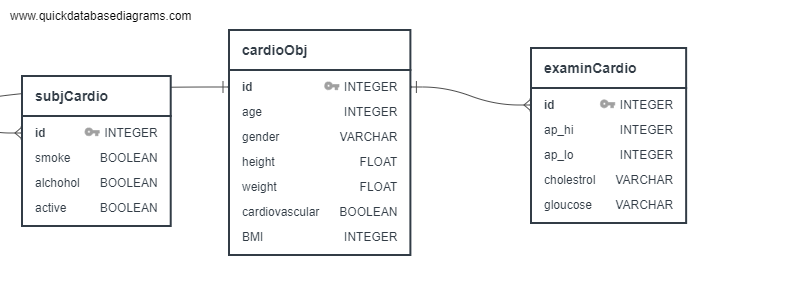 www.quickdatabasediagrams.com
subjCardio
id INTEGER
smoke BOOLEAN
alchohol BOOLEAN
active BOOLEAN
cardioObj
id INTEGER
age INTEGER
gender VARCHAR
height FLOAT
weight FLOAT
cardiovascular BOOLEAN
BMI INTEGER
examinCardio
id INTEGER
ap_hi INTEGER
ap_lo INTEGER
cholestrol VARCHAR
gloucose VARCHAR